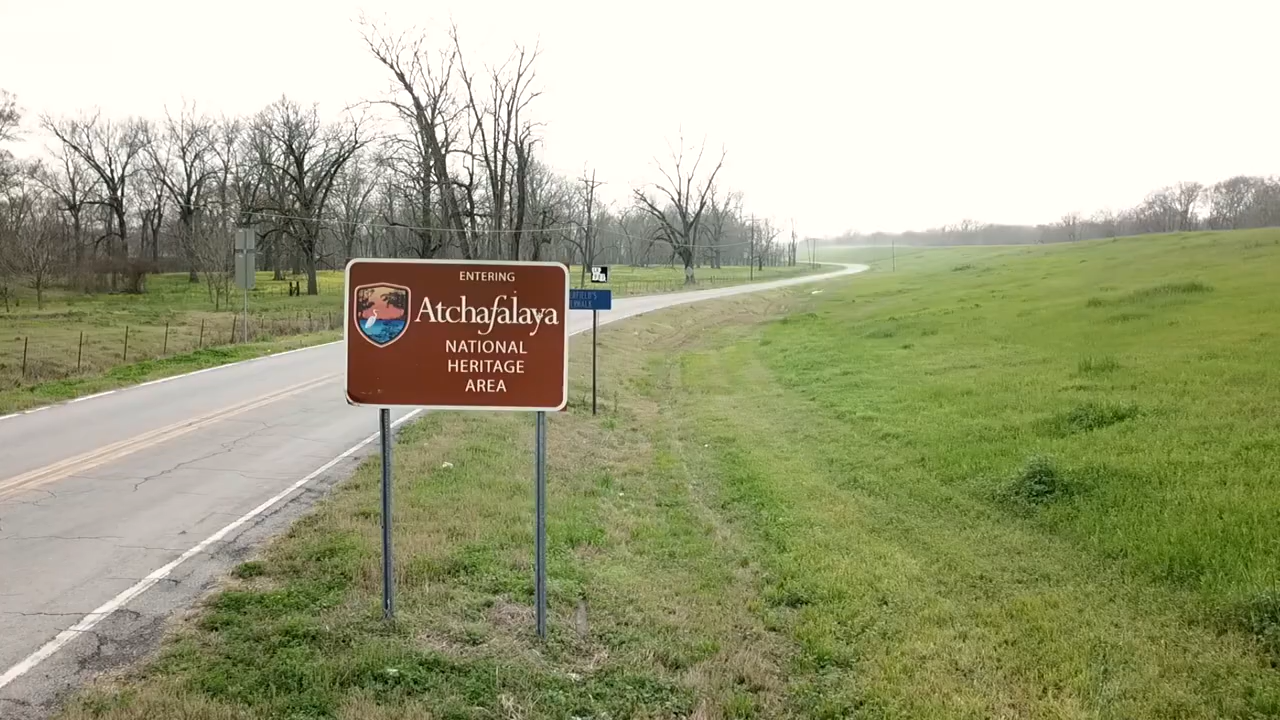 ENTERING
Atchafalaya
NATIONAL
HERITAGE
AREA